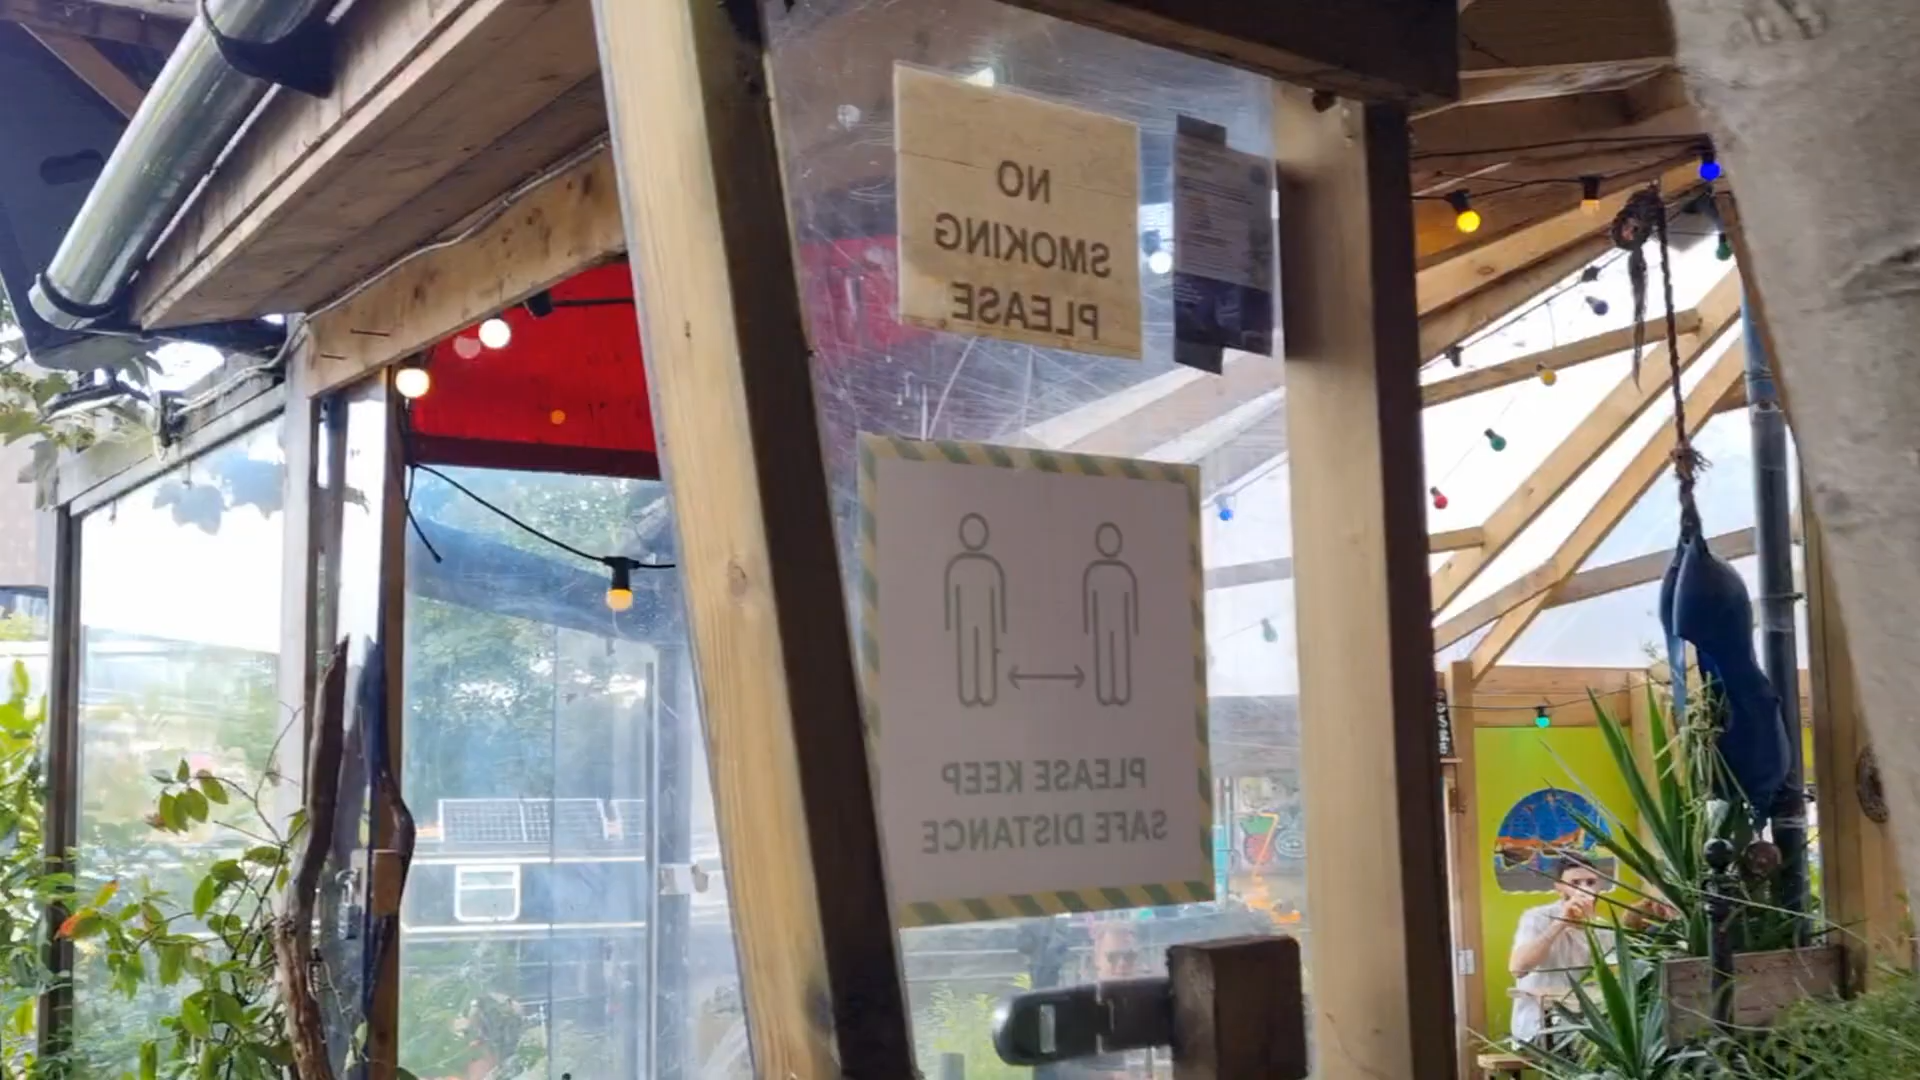 NO
SMOKING
PLEASE
PLEASE KEEP
SAFE DISTANCE